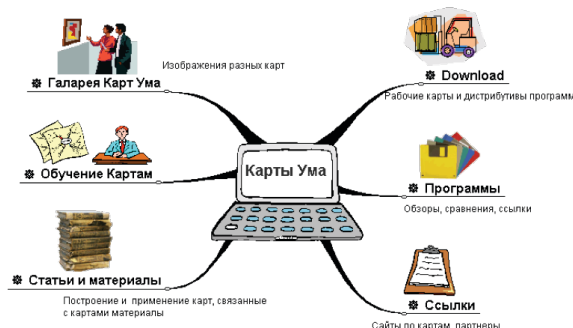 Карты Ума
Галарея Карт Ума
Изображения разных карт
Обучение Картам
Статьи и материалы
Построение и применение карт, связанные
с картами материалы
Download
Рабочие карты и дистрибутивы программ
Программы
Обзоры, сравнения, ссылки
Ссылки
Сайты по картам, партнеры